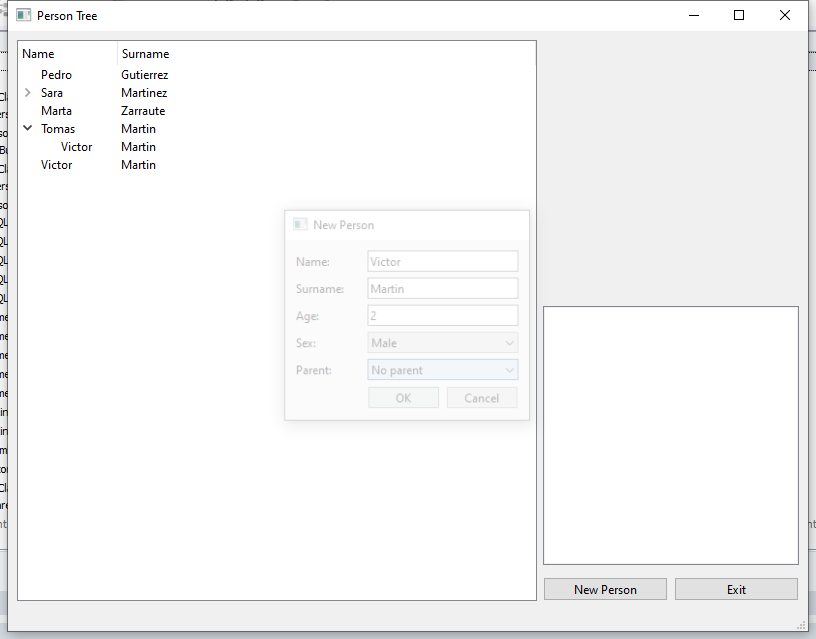 Person Tree
Name Surname
Pedro Gutierrez
Sara Martinez
Marta Zarraute
Tomas Martin
Victor Martin
Victor Martin
New Person
Name: Victor
Surname: Martin
Age: 2
Sex: Male
Parent: No parent
OK Cancel
New Person Exit